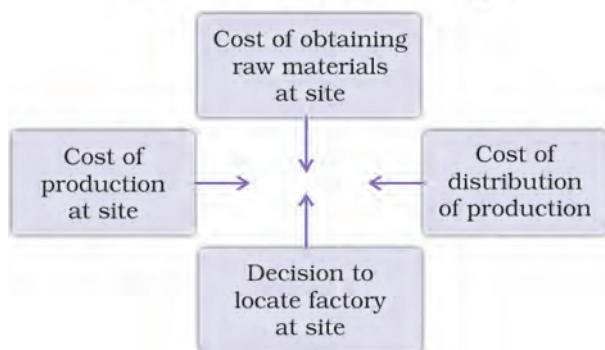 Cost of obtaining
raw materials
at site
Cost of
production
at site
Cost of
distribution
of production
Decision to
locate factory
at site